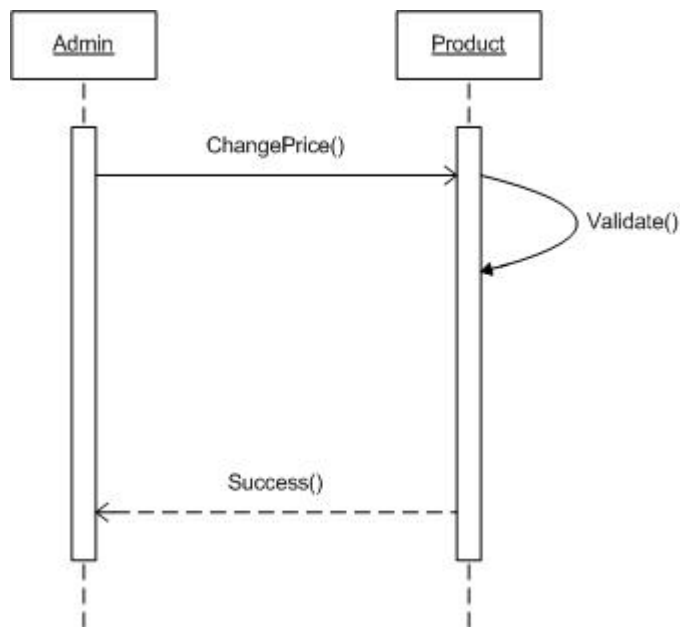 Admin
Product
ChangePrice()
Validate()
Success()